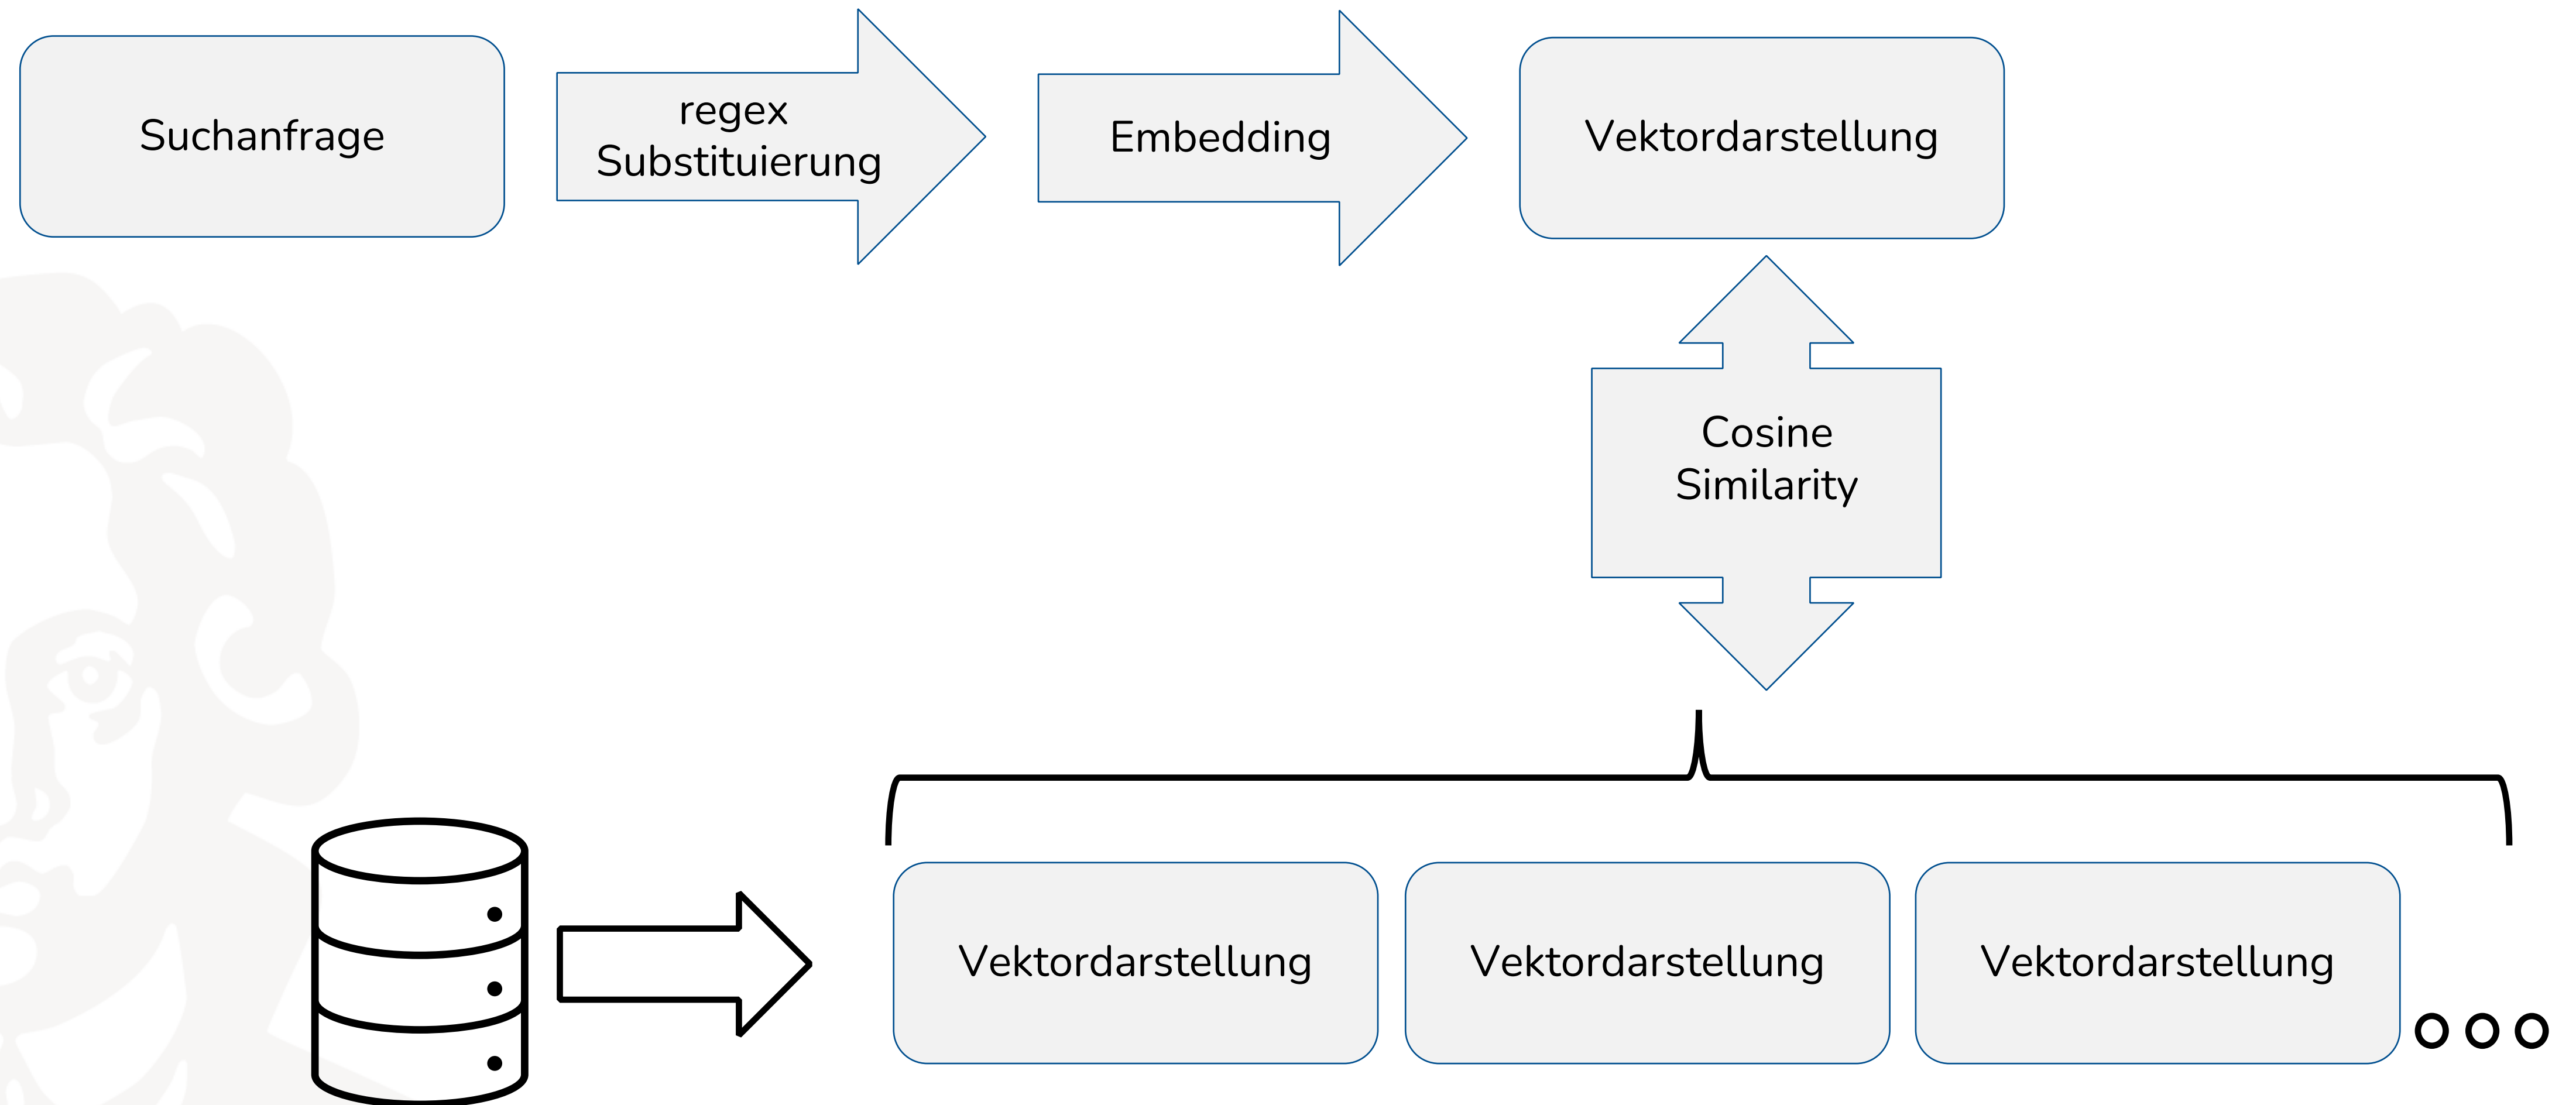 Suchanfrage
regex
Substituierung
Embedding
Vektordarstellung
Cosine
Similarity
Vektordarstellung
Vektordarstellung
Vektordarstellung